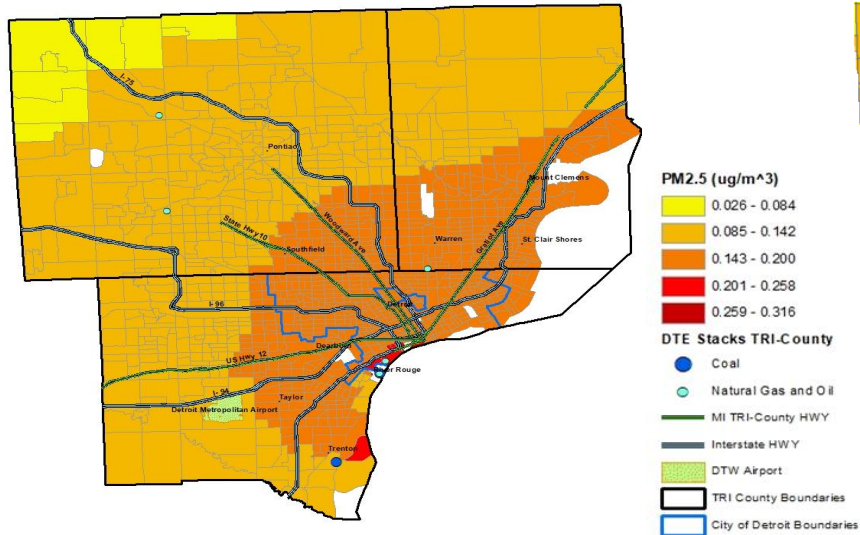 I-75
Pontiac
Mount Clemens
State Hwy 10
Woodward Ave
Gratiot Ave
Warren
St. Clair Shores
Southfield
I-96
Detroit
Dearborn
US Hwy 12
River Rouge
I-94
Taylor
Detroit Metropolitan Airport
Trenton
PM2.5 (ug/m^3)
0.026 - 0.084
0.085 - 0.142
0.143 - 0.200
0.201 - 0.258
0.259 - 0.316
DTE Stacks TRI-County
Coal
Natural Gas and Oil
MI TRI-County HWY
Interstate HWY
DTW Airport
TRI County Boundaries
City of Detroit Boundaries